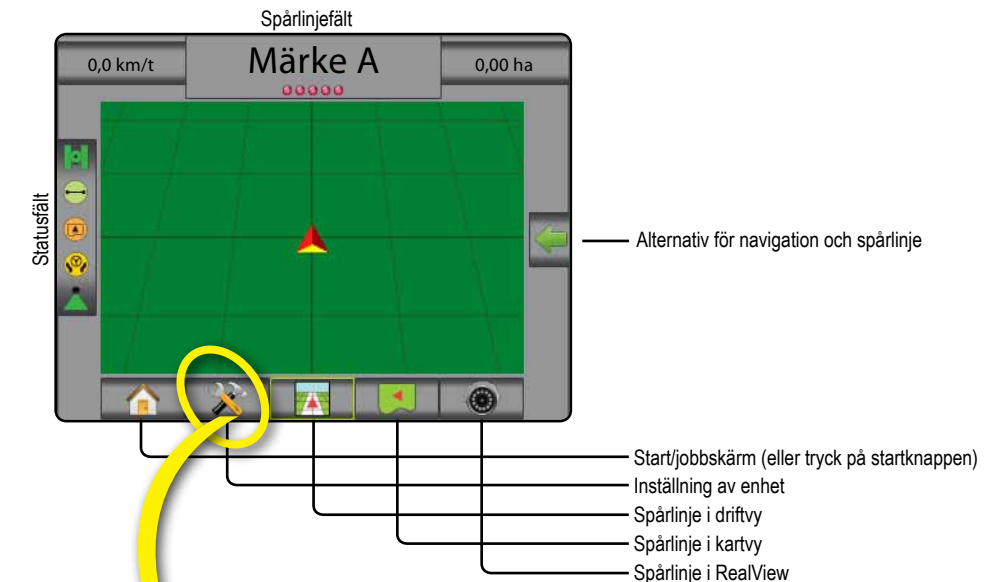 Spårlinjefält
0,0 km/t
Märke A
0,00 ha
Statusfält
Alternativ för navigation och spårlinje
Start/jobbskärm (eller tryck på startknappen)
Inställning av enhet
Spårlinje i driftvy
Spårlinje i kartvy
Spårlinje i RealView